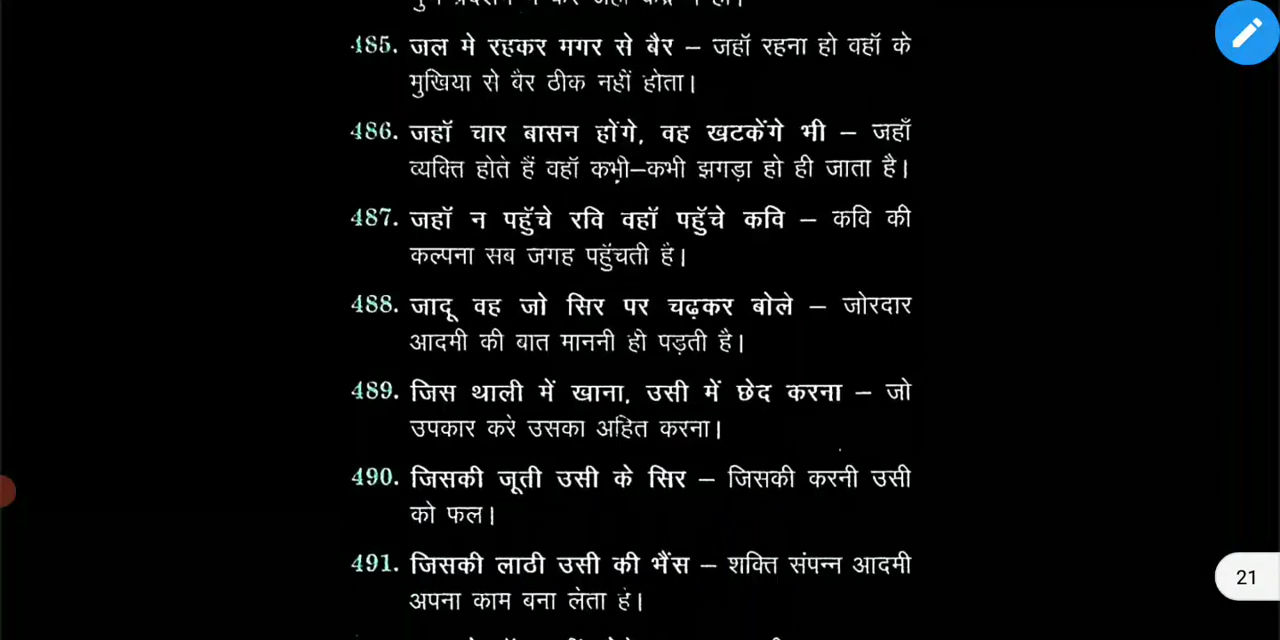 485. जल मे रहकर मगर से बैर – जहॉ रहना हो वहॉ के
मुखिया से बैर ठीक नहीं होता।
486. जहॉ चार बासन होंगे, वह खटकेंगे भी – जहाँ
व्यक्ति होते हैं वहॉ कभी–कभी झगड़ा हो ही जाता है।
487. जहॉ न पहुॅचे रवि वहॉ पहुॅचे कवि – कवि की
कल्पना सब जगह पहुॅचती है।
488. जादू वह जो सिर पर चढ़कर बोले – जोरदार
आदमी की बात माननी ही पड़ती है।
489. जिस थाली में खाना, उसी में छेद करना – जो
उपकार करे उसका अहित करना।
490. जिसकी जूती उसी के सिर – जिसकी करनी उसी
को फल।
491. जिसकी लाठी उसी की भैंस – शक्ति संपन्न आदमी
अपना काम बना लेता है।
21